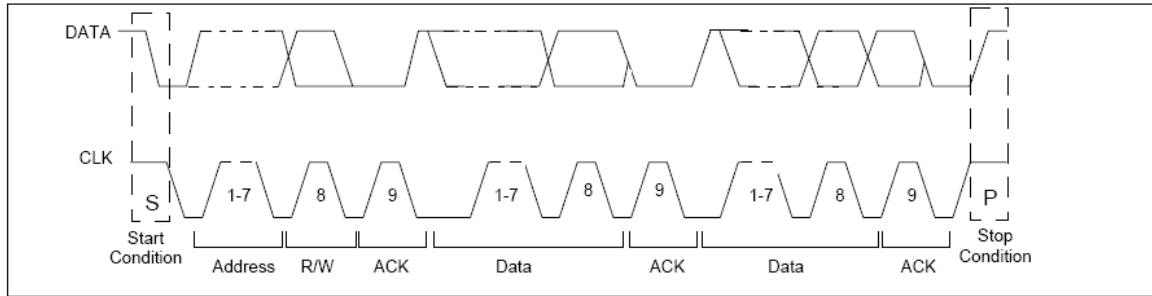 DATA
CLK
S 1-7 8 9 1-7 8 9 1-7 8 9 P
Start
Condition
Address R/W ACK Data ACK Data ACK
Stop
Condition